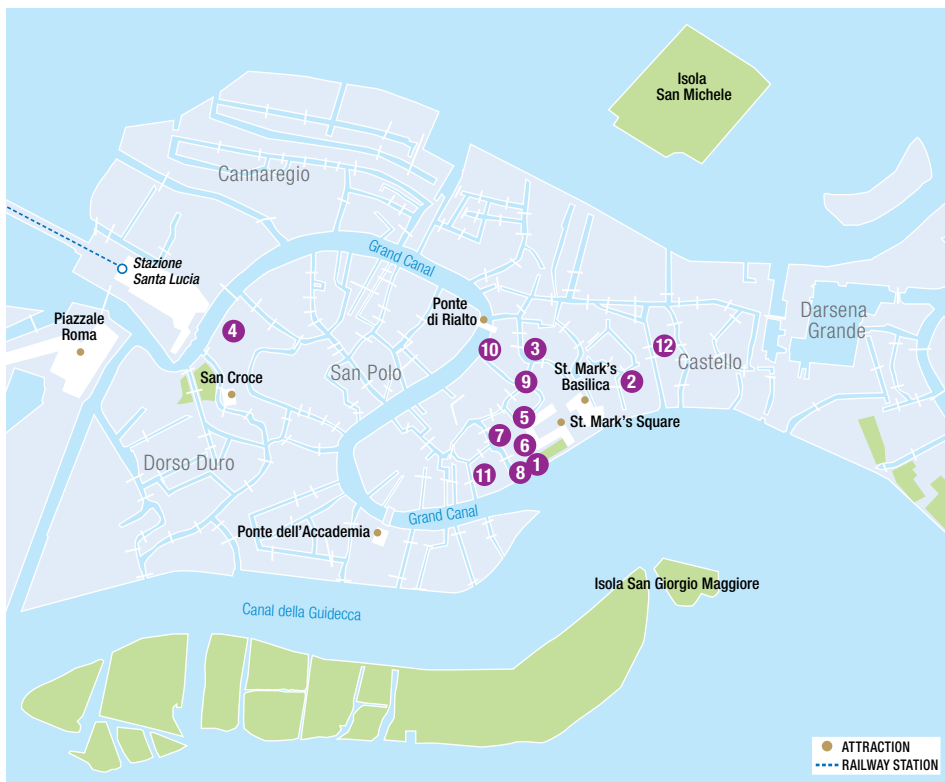 Isola
San Michele
Cannaregio
Grand Canal
Stazione
Santa Lucia
Piazzale
Roma
4
Ponte
di Rialto
Darsena
Grande
10
3
12
San Polo
St. Mark's
Basilica
Castello
San Croce
9
2
5
St. Mark's Square
7
6
Dorso Duro
11
8
1
Grand Canal
Ponte dell'Accademia
Isola San Giorgio Maggiore
Canal della Guidecca
ATTRACTION
RAILWAY STATION